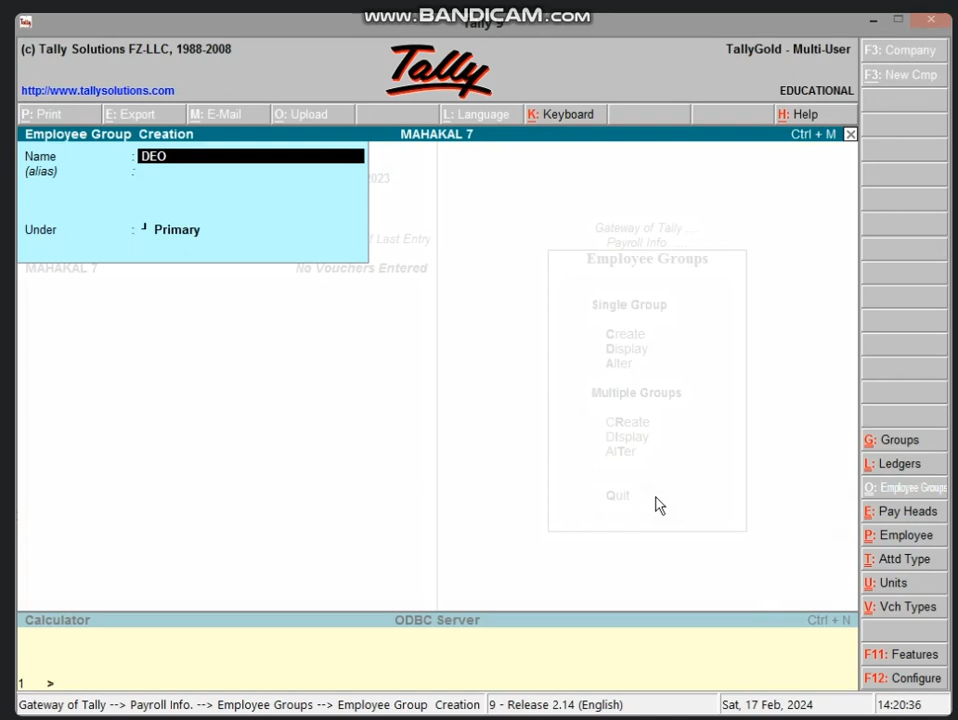 www.BANDICAM.com
Tally 9
(c) Tally Solutions FZ-LLC, 1988-2008
Tally
TallyGold - Multi-User
http://www.tallysolutions.com
EDUCATIONAL
P: Print E: Export M: E-Mail O: Upload L: Language K: Keyboard H: Help
Employee Group Creation MAHAKAL 7 Ctrl + M
Name : DEO
(alias) :
2023
Under : ┘ Primary
t Last Entry
MAHAKAL 7 No Vouchers Entered
Gateway of Tally ....
Payroll Info. .....
Employee Groups
Single Group
Create
Display
Alter
Multiple Groups
CReate
DIsplay
AlTer
Quit
F3: Company
F3: New Cmp
G: Groups
L: Ledgers
O: Employee Groups
E: Pay Heads
P: Employee
T: Attd Type
U: Units
V: Vch Types
F11: Features
F12: Configure
Calculator ODBC Server Ctrl + N
1 >
Gateway of Tally --> Payroll Info. --> Employee Groups --> Employee Group Creation 9 - Release 2.14 (English) Sat, 17 Feb, 2024 14:20:36